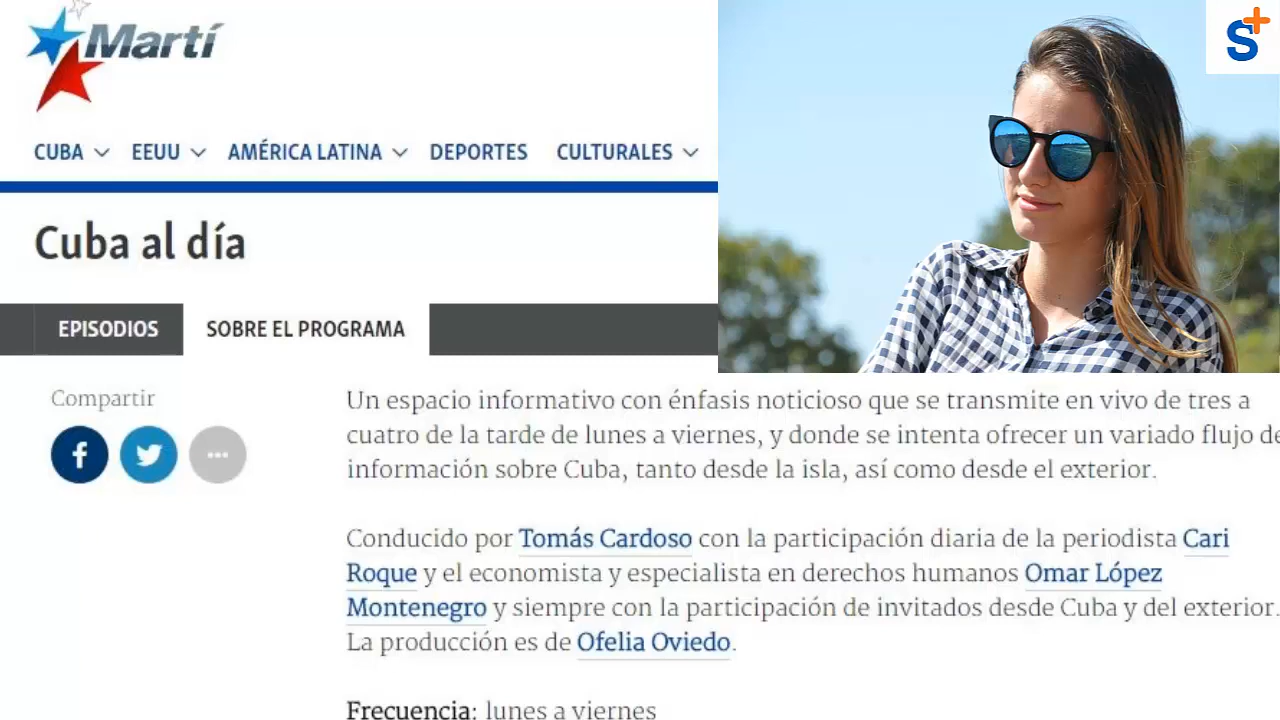 Martí
S+
CUBA EEUU AMÉRICA LATINA DEPORTES CULTURALES
Cuba al día
EPISODIOS SOBRE EL PROGRAMA
Compartir
Un espacio informativo con énfasis noticioso que se transmite en vivo de tres a
cuatro de la tarde de lunes a viernes, y donde se intenta ofrecer un variado flujo de
información sobre Cuba, tanto desde la isla, así como desde el exterior.
Conducido por Tomás Cardoso con la participación diaria de la periodista Cari
Roque y el economista y especialista en derechos humanos Omar López
Montenegro y siempre con la participación de invitados desde Cuba y del exterior.
La producción es de Ofelia Oviedo.
Frecuencia: lunes a viernes